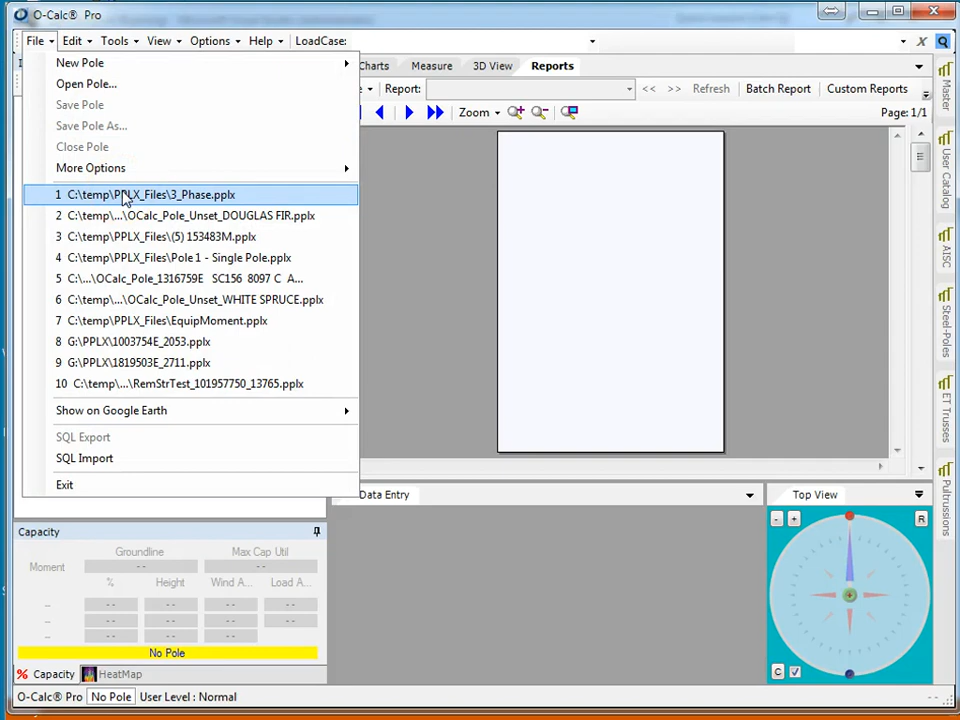 O-Calc® Pro
File Edit Tools View Options Help LoadCase:
New Pole
Open Pole...
Save Pole
Save Pole As...
Close Pole
More Options
1 C:\temp\PPLX_Files\3_Phase.pplx
2 C:\temp\...\OCalc_Pole_Unset_DOUGLAS FIR.pplx
3 C:\temp\PPLX_Files\(5) 153483M.pplx
4 C:\temp\PPLX_Files\Pole 1 - Single Pole.pplx
5 C:\...\OCalc_Pole_1316759E SC156 8097 C A...
6 C:\temp\...\OCalc_Pole_Unset_WHITE SPRUCE.pplx
7 C:\temp\PPLX_Files\EquipMoment.pplx
8 G:\PPLX\1003754E_2053.pplx
9 G:\PPLX\1819503E_2711.pplx
10 C:\temp\...\RemStrTest_101957750_13765.pplx
Show on Google Earth
SQL Export
SQL Import
Exit
Charts Measure 3D View Reports
Report: << >> Refresh Batch Report Custom Reports
Zoom Page: 1/1
Master
User Catalog
AISC
Steel-Poles
ET Trusses
Pultrussions
Data Entry
Top View
- + R
C
Capacity
Groundline Max Cap Util
Moment -- --
% Height Wind A... Load A...
-- -- -- -- --
-- -- -- -- --
-- -- -- --
No Pole
% Capacity HeatMap
O-Calc® Pro No Pole User Level : Normal